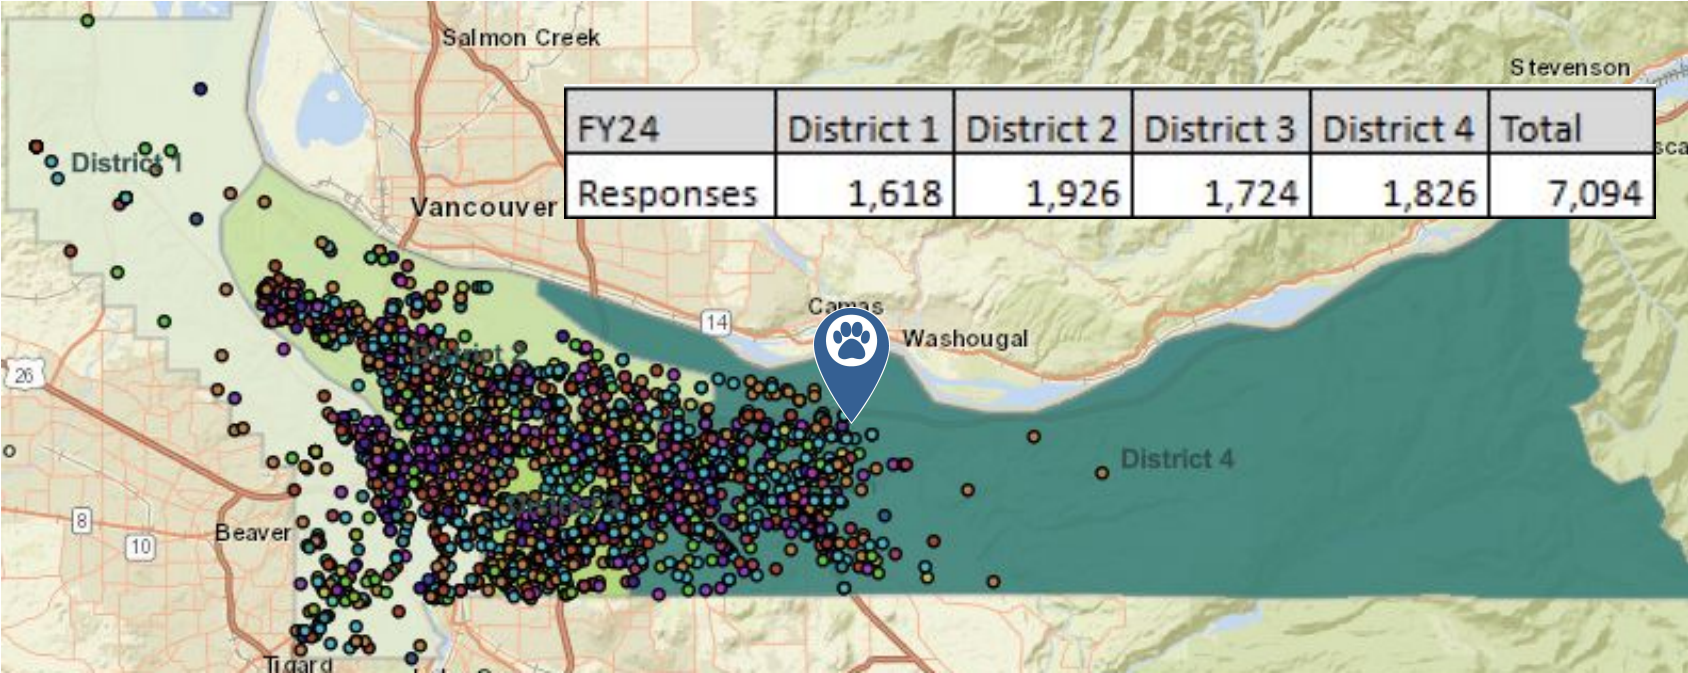 Salmon Creek
Stevenson
FY24 District 1 District 2 District 3 District 4 Total
Responses 1,618 1,926 1,724 1,826 7,094
District 1
Vancouver
Camas
14
Washougal
26
District 4
8
10
Beaver
Tigard